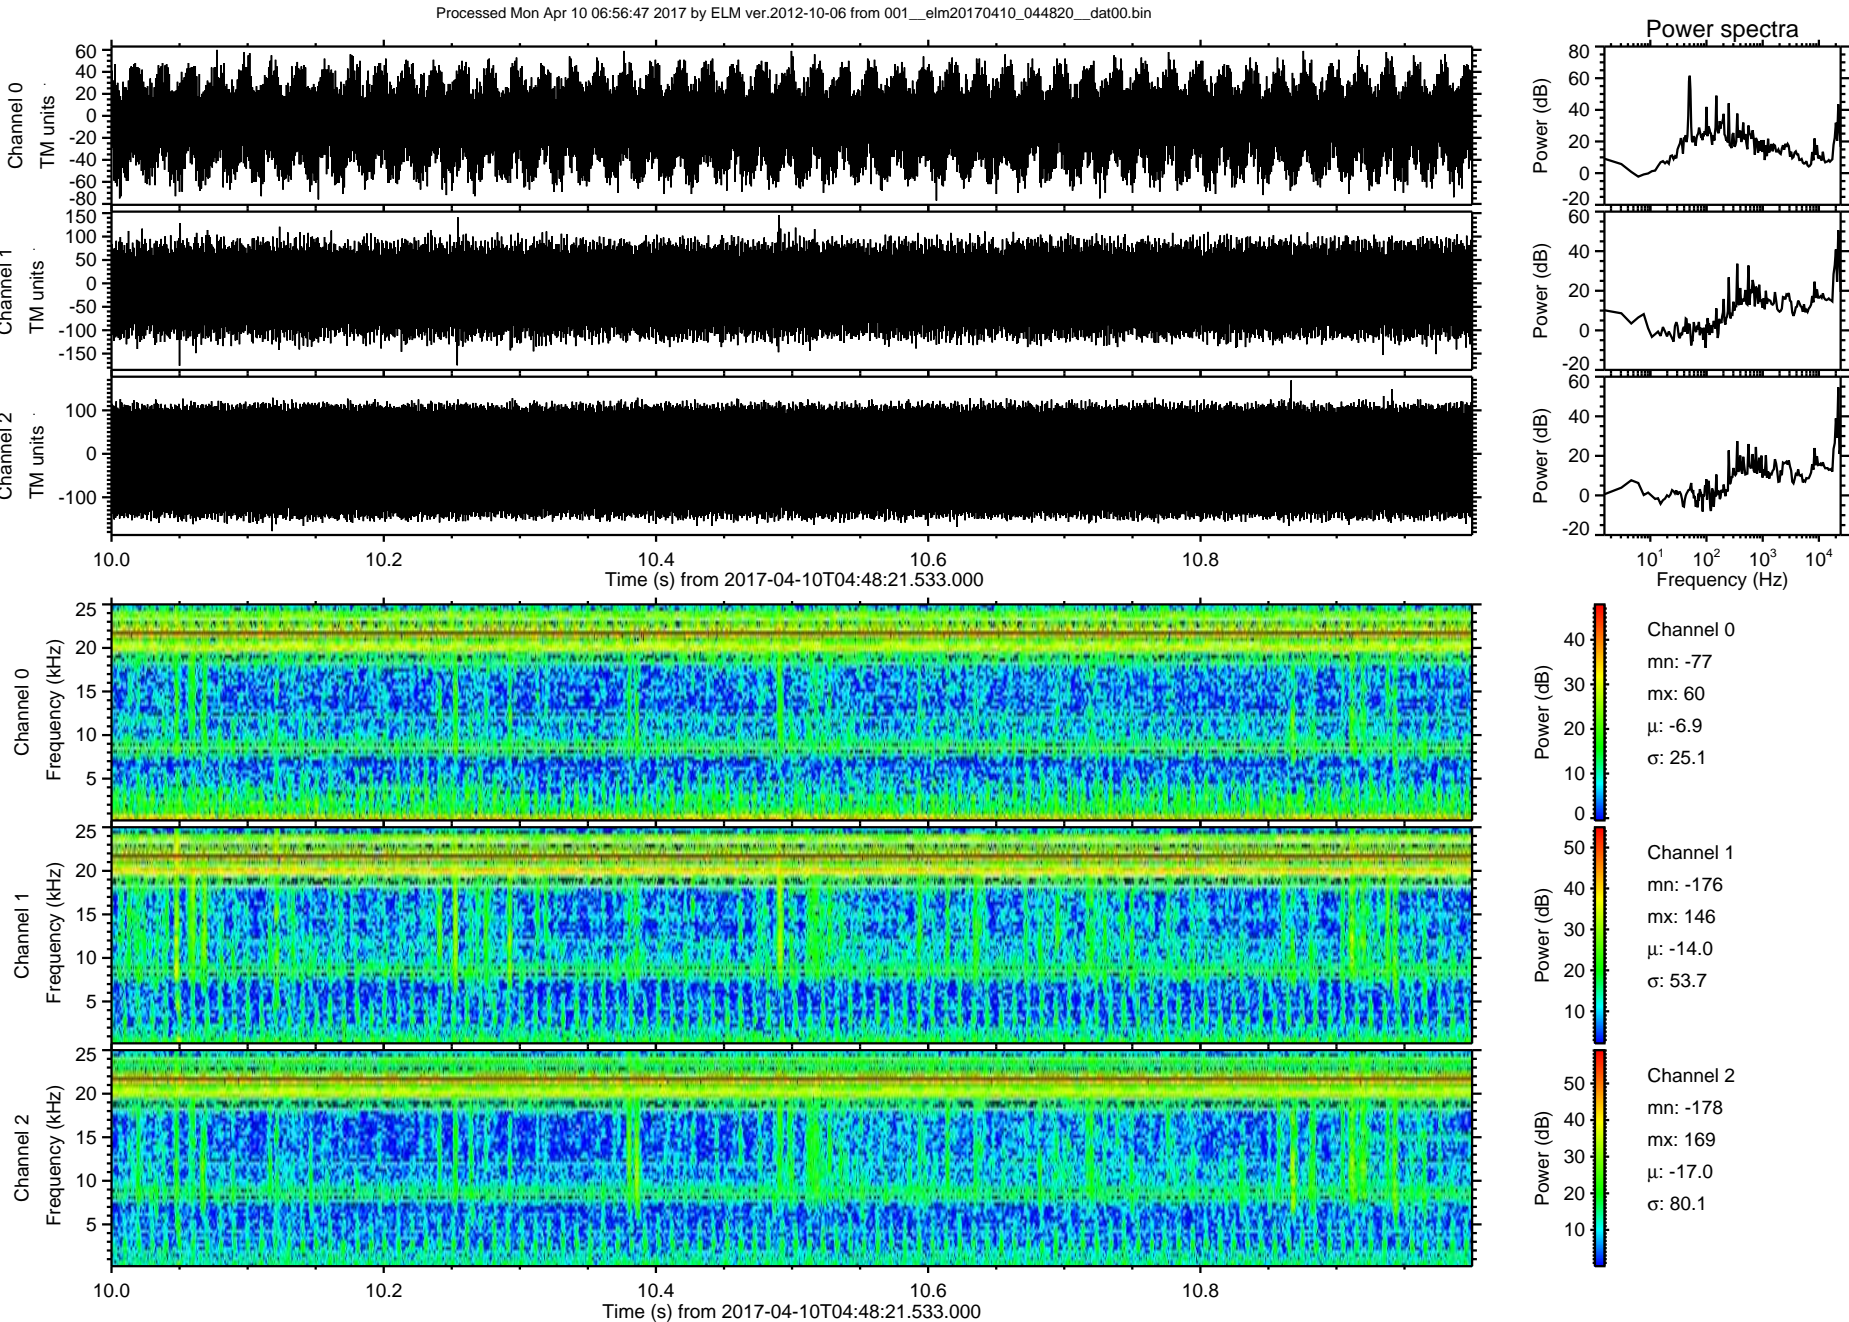 Processed Mon Apr 10 06:56:47 2017 by ELM ver.2012-10-06 from 001__elm20170410_044820__dat00.bin
Power spectra
Channel 0
TM units
60
40
20
0
-20
-40
-60
-80
Power (dB)
80
60
40
20
0
-20
Channel 1
TM units
150
100
50
0
-50
-100
-150
Power (dB)
60
40
20
0
-20
Channel 2
TM units
100
0
-100
Power (dB)
60
40
20
0
-20
10.0 10.2 10.4 10.6 10.8
Time (s) from 2017-04-10T04:48:21.533.000
10¹ 10² 10³ 10⁴
Frequency (Hz)
Channel 0
Frequency (kHz)
25
20
15
10
5
Power (dB)
40
30
20
10
0
Channel 0
mn: -77
mx: 60
μ: -6.9
σ: 25.1
Channel 1
Frequency (kHz)
25
20
15
10
5
Power (dB)
50
40
30
20
10
Channel 1
mn: -176
mx: 146
μ: -14.0
σ: 53.7
Channel 2
Frequency (kHz)
25
20
15
10
5
Power (dB)
50
40
30
20
10
Channel 2
mn: -178
mx: 169
μ: -17.0
σ: 80.1
10.0 10.2 10.4 10.6 10.8
Time (s) from 2017-04-10T04:48:21.533.000